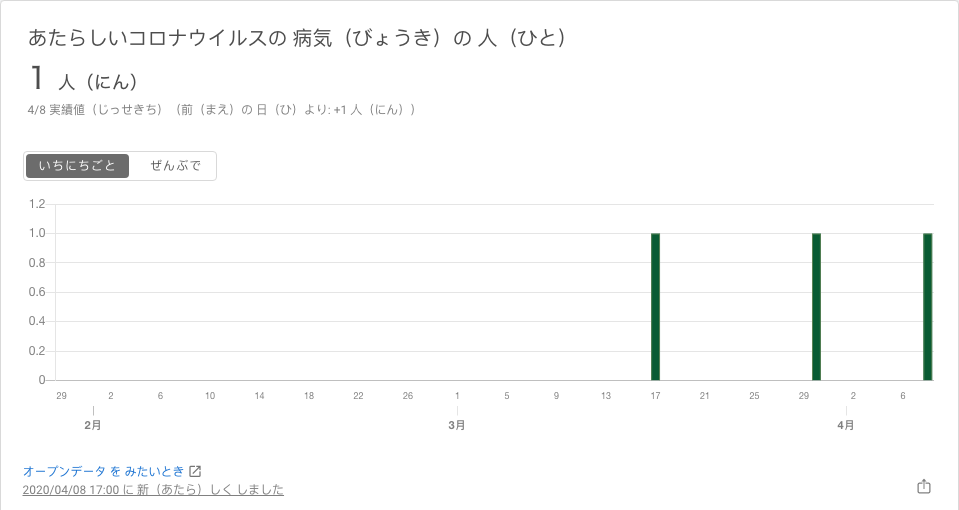 あたらしいコロナウイルスの 病気（びょうき）の 人（ひと）
1 人（にん）
4/8 実績値（じっせきち）（前（まえ）の 日（ひ）より: +1 人（にん））
いちにちごと ぜんぶで
1.2
1.0
0.8
0.6
0.4
0.2
0
29 2 6 10 14 18 22 26 1 5 9 13 17 21 25 29 2 6
2月 3月 4月
オープンデータ を みたいとき
2020/04/08 17:00 に 新（あたら）しく しました